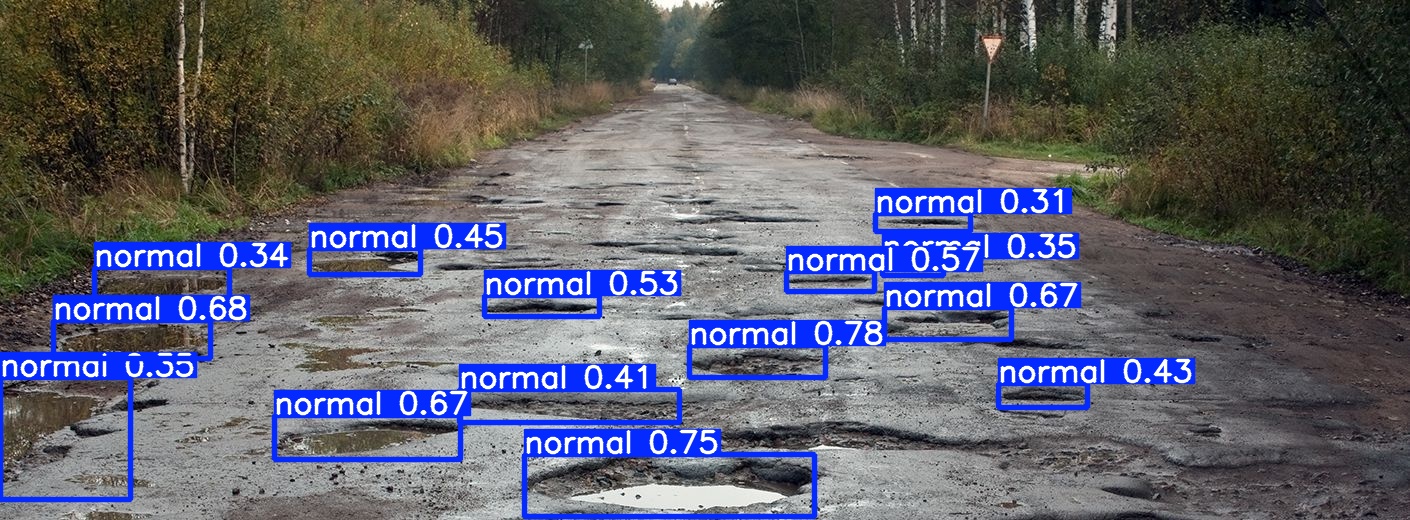 normal 0.31
normal 0.45
normal 0.35
normal 0.34
normal 0.57
normal 0.53
normal 0.67
normal 0.68
normal 0.78
normal 0.35
normal 0.43
normal 0.41
normal 0.67
normal 0.75